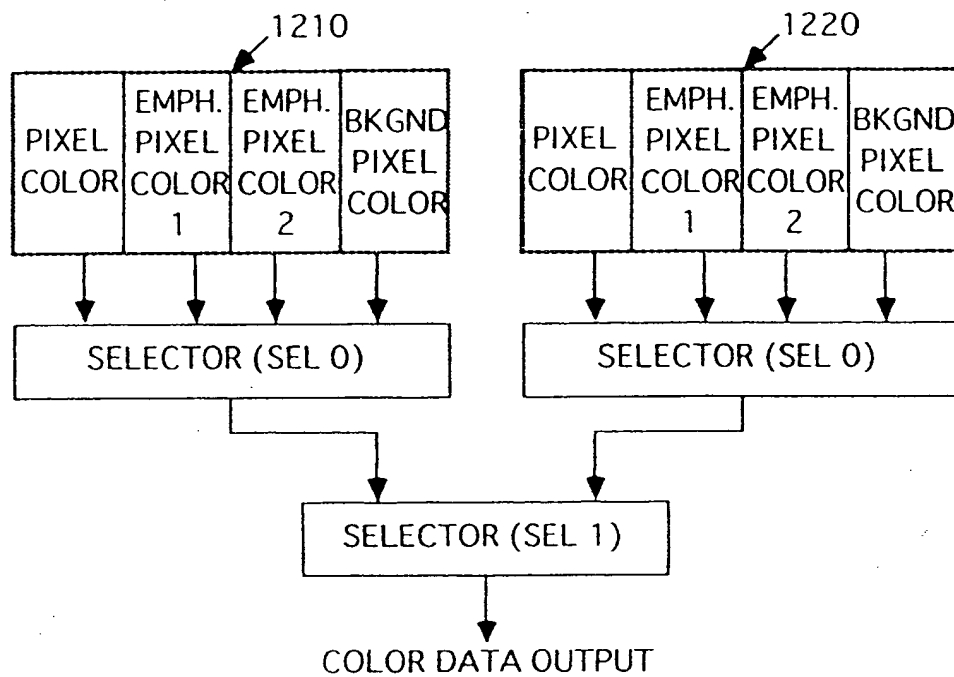 1210
1220
PIXEL
COLOR
EMPH.
PIXEL
COLOR
1
EMPH.
PIXEL
COLOR
2
BKGND
PIXEL
COLOR
PIXEL
COLOR
EMPH.
PIXEL
COLOR
1
EMPH.
PIXEL
COLOR
2
BKGND
PIXEL
COLOR
SELECTOR (SEL 0)
SELECTOR (SEL 0)
SELECTOR (SEL 1)
COLOR DATA OUTPUT